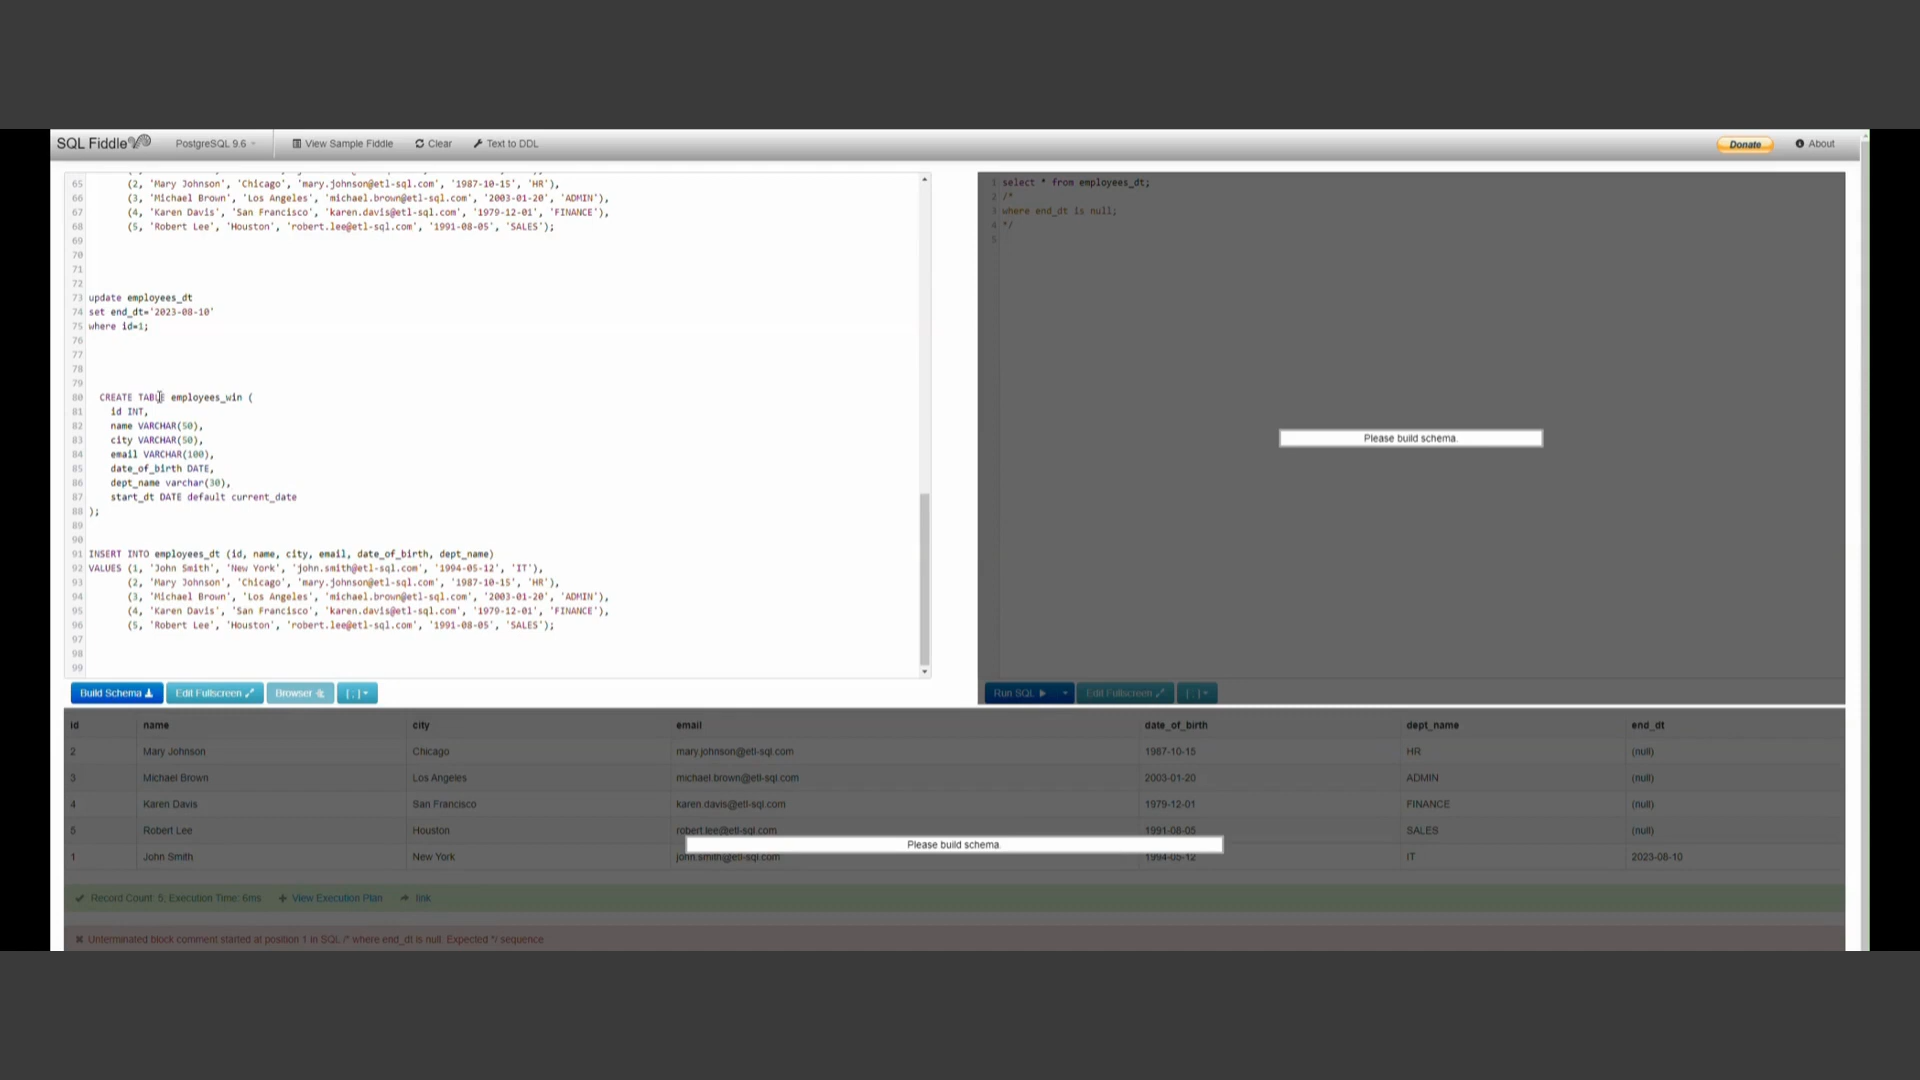 SQL Fiddle
PostgreSQL 9.6
View Sample Fiddle
Clear
Text to DDL
Donate
About
65 (2, 'Mary Johnson', 'Chicago', 'mary.johnson@etl-sql.com', '1987-10-15', 'HR'),
66 (3, 'Michael Brown', 'Los Angeles', 'michael.brown@etl-sql.com', '2003-01-20', 'ADMIN'),
67 (4, 'Karen Davis', 'San Francisco', 'karen.davis@etl-sql.com', '1979-12-01', 'FINANCE'),
68 (5, 'Robert Lee', 'Houston', 'robert.lee@etl-sql.com', '1991-08-05', 'SALES');
69
70
71
72
73 update employees_dt
74 set end_dt='2023-08-10'
75 where id=1;
76
77
78
79
80 CREATE TABLE employees_win (
81 id INT,
82 name VARCHAR(50),
83 city VARCHAR(50),
84 email VARCHAR(100),
85 date_of_birth DATE,
86 dept_name varchar(30),
87 start_dt DATE default current_date
88 );
89
90
91 INSERT INTO employees_dt (id, name, city, email, date_of_birth, dept_name)
92 VALUES (1, 'John Smith', 'New York', 'john.smith@etl-sql.com', '1994-05-12', 'IT'),
93 (2, 'Mary Johnson', 'Chicago', 'mary.johnson@etl-sql.com', '1987-10-15', 'HR'),
94 (3, 'Michael Brown', 'Los Angeles', 'michael.brown@etl-sql.com', '2003-01-20', 'ADMIN'),
95 (4, 'Karen Davis', 'San Francisco', 'karen.davis@etl-sql.com', '1979-12-01', 'FINANCE'),
96 (5, 'Robert Lee', 'Houston', 'robert.lee@etl-sql.com', '1991-08-05', 'SALES');
97
98
99
1 select * from employees_dt;
2 /*
3 where end_dt is null;
4 */
5
Please build schema.
Build Schema
Edit Fullscreen
Browser
[ ; ]
Run SQL
Edit Fullscreen
[ ; ]
id name city email date_of_birth dept_name end_dt
2 Mary Johnson Chicago mary.johnson@etl-sql.com 1987-10-15 HR (null)
3 Michael Brown Los Angeles michael.brown@etl-sql.com 2003-01-20 ADMIN (null)
4 Karen Davis San Francisco karen.davis@etl-sql.com 1979-12-01 FINANCE (null)
5 Robert Lee Houston robert.lee@etl-sql.com 1991-08-05 SALES (null)
Please build schema.
1 John Smith New York john.smith@etl-sql.com 1994-05-12 IT 2023-08-10
Record Count: 5; Execution Time: 6ms
View Execution Plan
link
Unterminated block comment started at position 1 in SQL /* where end_dt is null. Expected */ sequence